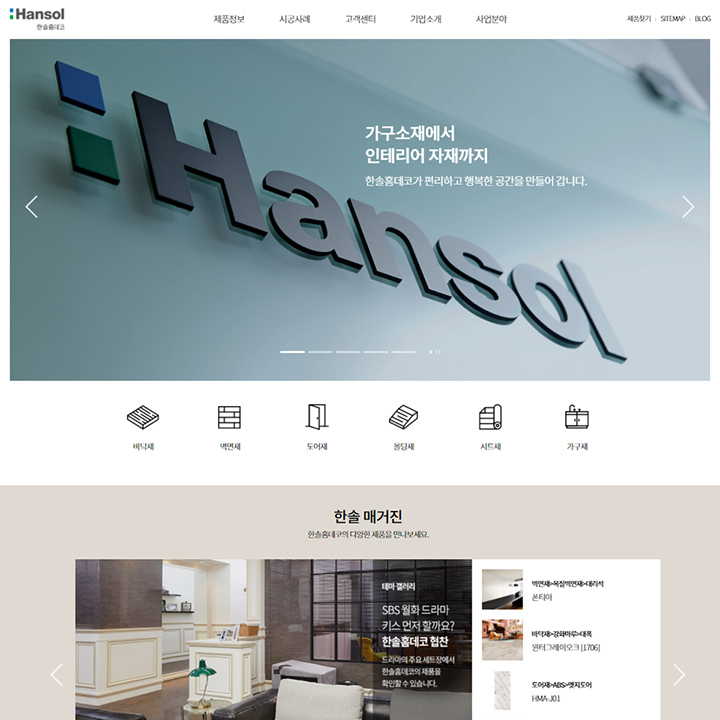 Hansol
한솔홈데코
제품정보
시공사례
고객센터
기업소개
사업분야
제품찾기
SITEMAP
BLOG
Hansol
가구소재에서
인테리어 자재까지
한솔홈데코가 편리하고 행복한 공간을 만들어 갑니다.
바닥재
벽면재
도어재
몰딩재
시트재
가구재
한솔 매거진
한솔홈데코의 다양한 제품을 만나보세요.
테마 갤러리
SBS 월화 드라마
키스 먼저 할까요?
한솔홈데코 협찬
드라마의 주요 세트장에서
한솔홈데코의 제품을
확인할 수 있습니다.
벽면재>복실벽면재>대리석
폰티아
바닥재>강화마루>대폭
윈터그레이오크 [1706]
도어재>ABS>엣지도어
HMA-J01